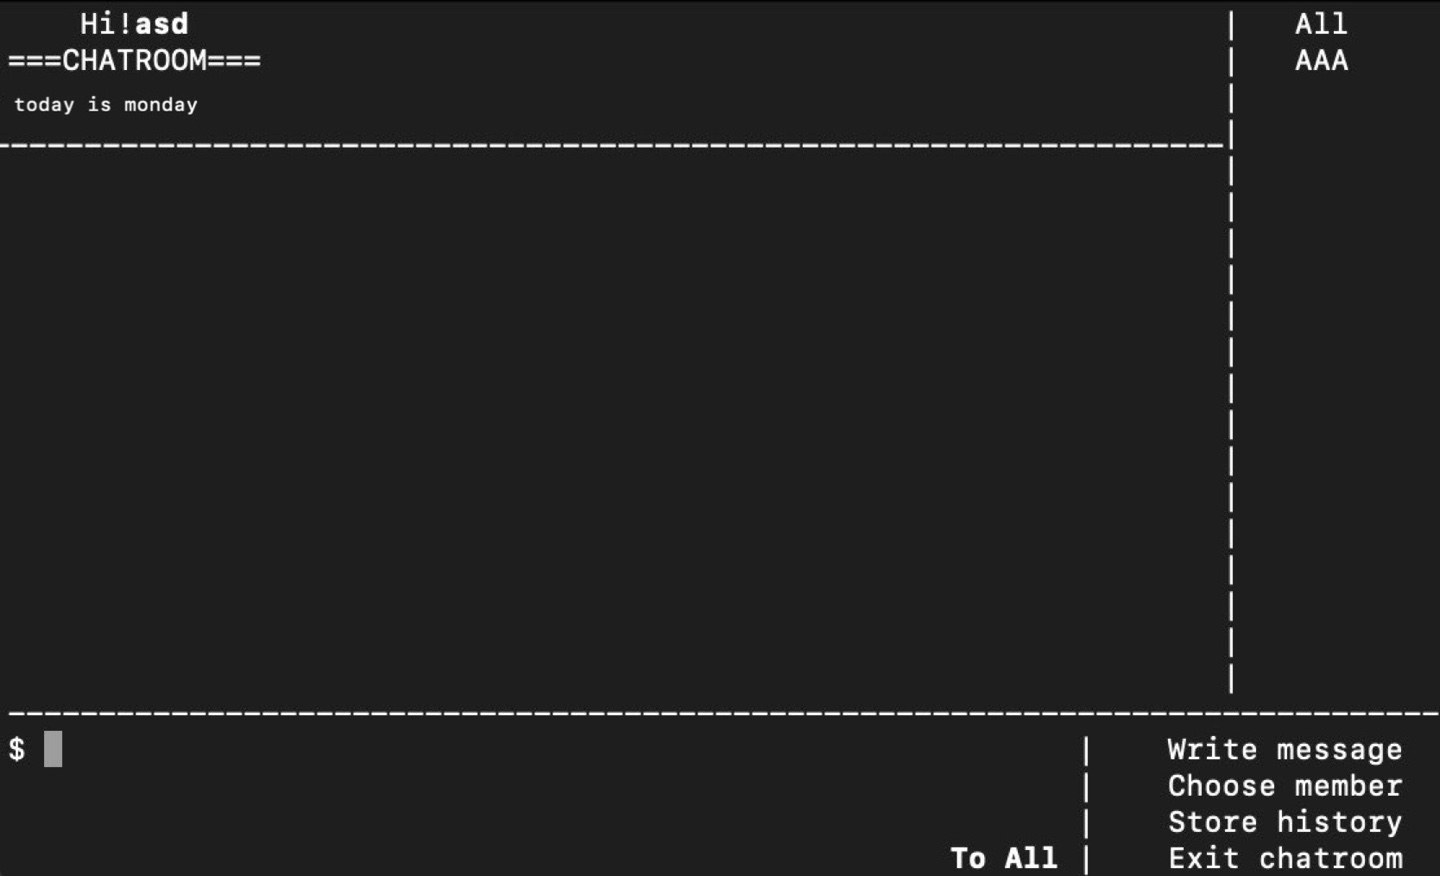 Hi!asd
===CHATROOM===
today is monday
All
AAA
$
To All
Write message
Choose member
Store history
Exit chatroom